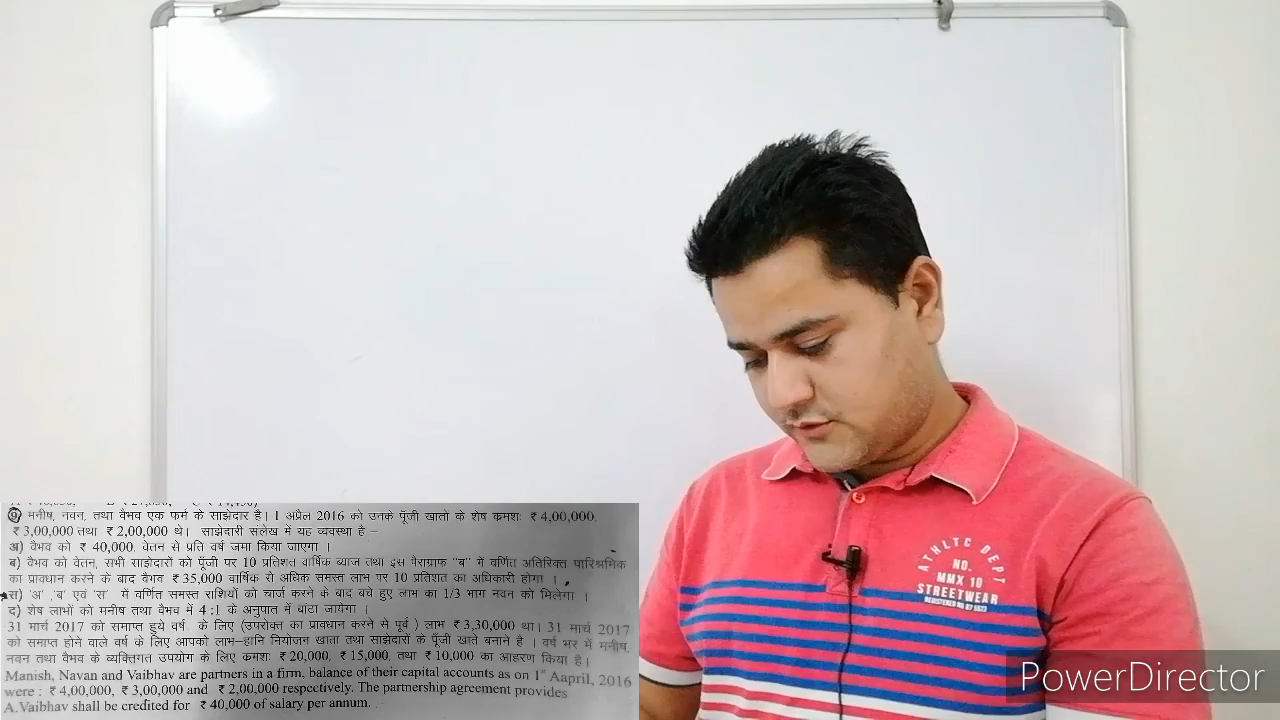 9) मनीष, नवन, तथा वैभव एक फर्म के साझेदार है। 1 अप्रैल 2016 को उनके पूंजी खातों के शेष क्रमशः ₹ 4,00,000,
₹ 3,00,000 तथा ₹ 2,00,000 थे। साझेदारी संलेख में यह व्यवस्था है –
अ) वैभव को ₹ 40,000, वेतन से प्रति वर्ष जमा किया जाएगा ।
ब) वैभव को वेतन, सभी साझेदारों को पूँजी पर 10 प्रतिशत वार्षिक ब्याज तथा इस पैराग्राफ "ब" में वर्णित अतिरिक्त पारिश्रमिक
का प्रावधान करने के बाद वैभव ₹ 35,000 वार्षिक से अधिक लाभ पर 10 प्रतिशत का अधिकारी होगा ।
स) 'अ' ,'ब' एवं में वर्णित समस्त करने के बाद बचे हुए लाभ का 1/3 भाग नवन को मिलेगा ।
द) शेष लाभों को मनीष तथा वैभव में 4:1 के अनुपात में बांटा जायेगा ।
31 मार्च 2017 को समाप्त हुये वर्ष के लिए (उपरोक्त का प्रावधान करने से पूर्व ) लाभ ₹ 3,30,000 था। 31 मार्च 2017
को समाप्त होने वाले वर्ष के लिए आपको लाभ–हानि नियोजन खाता तथा साझेदारों के पूँजी खाते बनाने है । वर्ष भर में मनीष,
नवन तथा वैभव के व्यक्तिगत उपयोग के लिए क्रमशः ₹ 20,000, ₹ 15,000, तथा ₹ 10,000 का आहरण किया है।
Manish, Navan and Vaibhav are partners in a firm, balance of their capital accounts as on 1st Aapril, 2016
were : ₹ 4,00,000, ₹ 3,00,000 and ₹ 2,00,000 respectively. The partnership agreement provides
A.Vaibhav shall be credited for ₹ 40,000 of salary per annum.
ATHLTC DEPT
NO.
MMX 10
STREETWEAR
PowerDirector